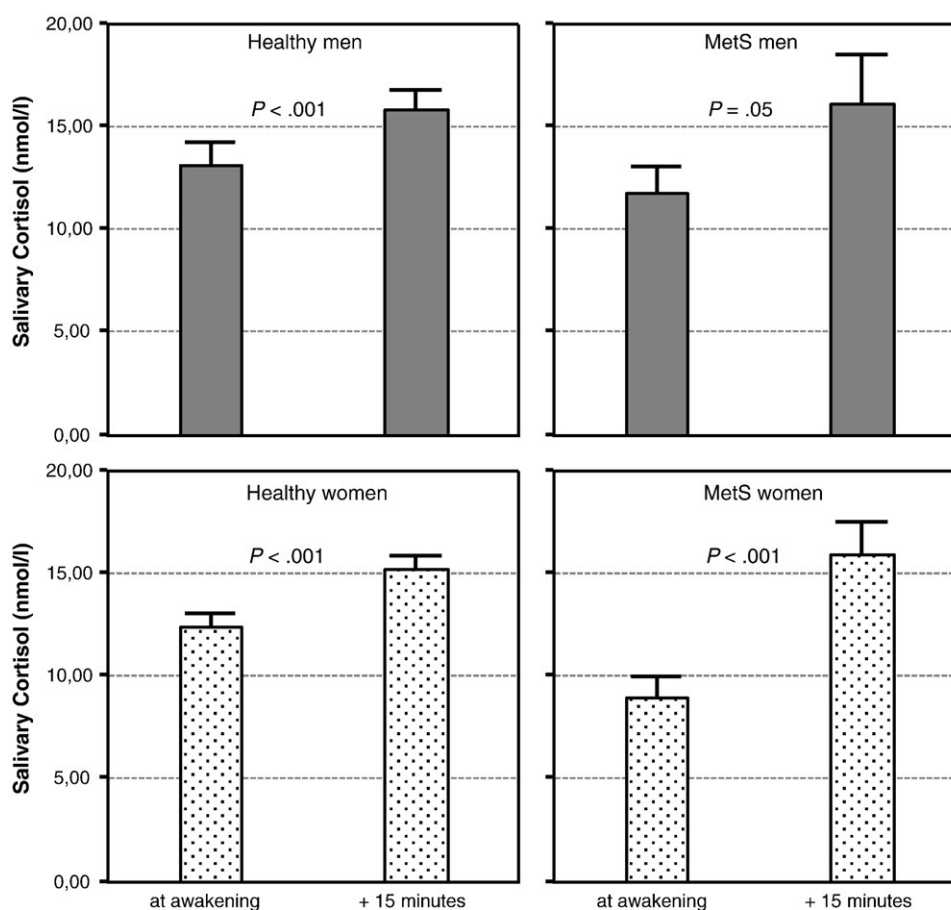 20,00
15,00
10,00
5,00
0,00
Salivary Cortisol (nmol/l)
Healthy men
P < .001
MetS men
P = .05
20,00
15,00
10,00
5,00
0,00
Salivary Cortisol (nmol/l)
Healthy women
P < .001
MetS women
P < .001
at awakening
+ 15 minutes
at awakening
+ 15 minutes